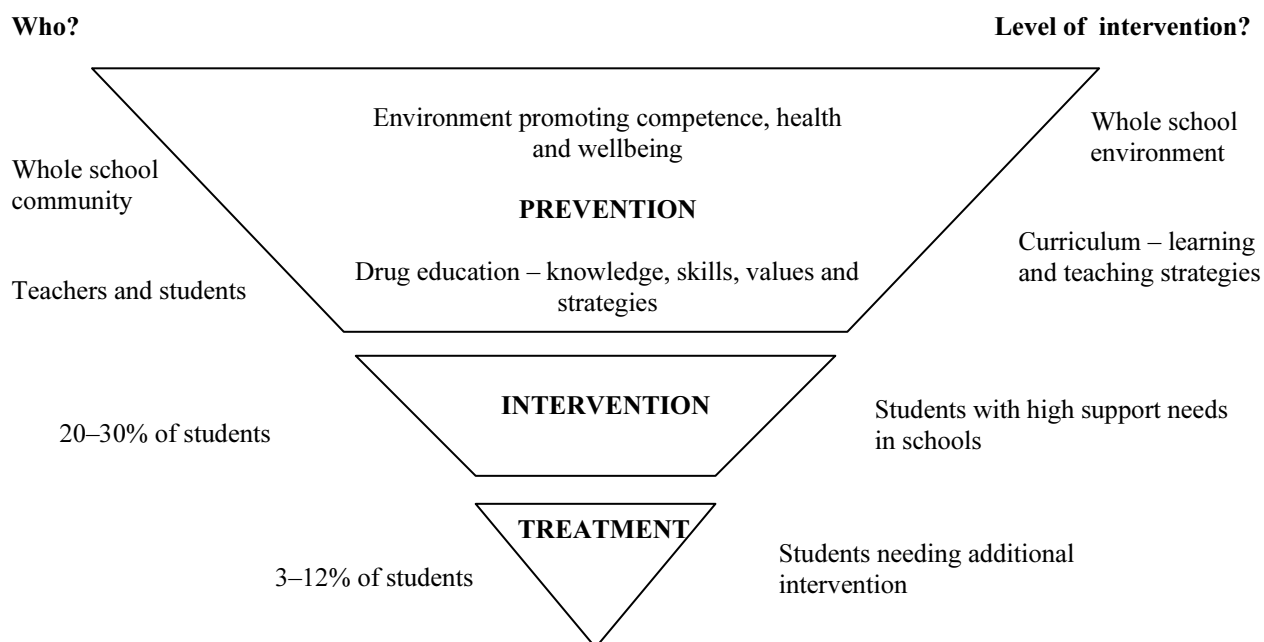 Who?
Level of intervention?
Environment promoting competence, health
and wellbeing
Whole school
environment
Whole school
community
PREVENTION
Curriculum – learning
and teaching strategies
Drug education – knowledge, skills, values and
strategies
Teachers and students
INTERVENTION
20–30% of students
Students with high support needs
in schools
TREATMENT
3–12% of students
Students needing additional
intervention